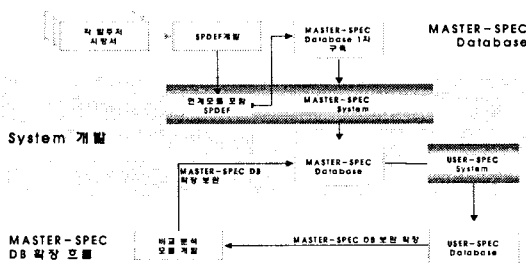 각 발주처
시방서
SPDEF개발
MASTER-SPEC
Database 1차
구축
MASTER-SPEC
Database
연계모듈 포함
SPDEF
MASTER-SPEC
System
System 개발
MASTER-SPEC DB
확장 보완
MASTER-SPEC
Database
USER-SPEC
System
MASTER-SPEC
DB 확장 흐름
비교 분석
모듈 개발
MASTER-SPEC DB 보완 확장
USER-SPEC
Database